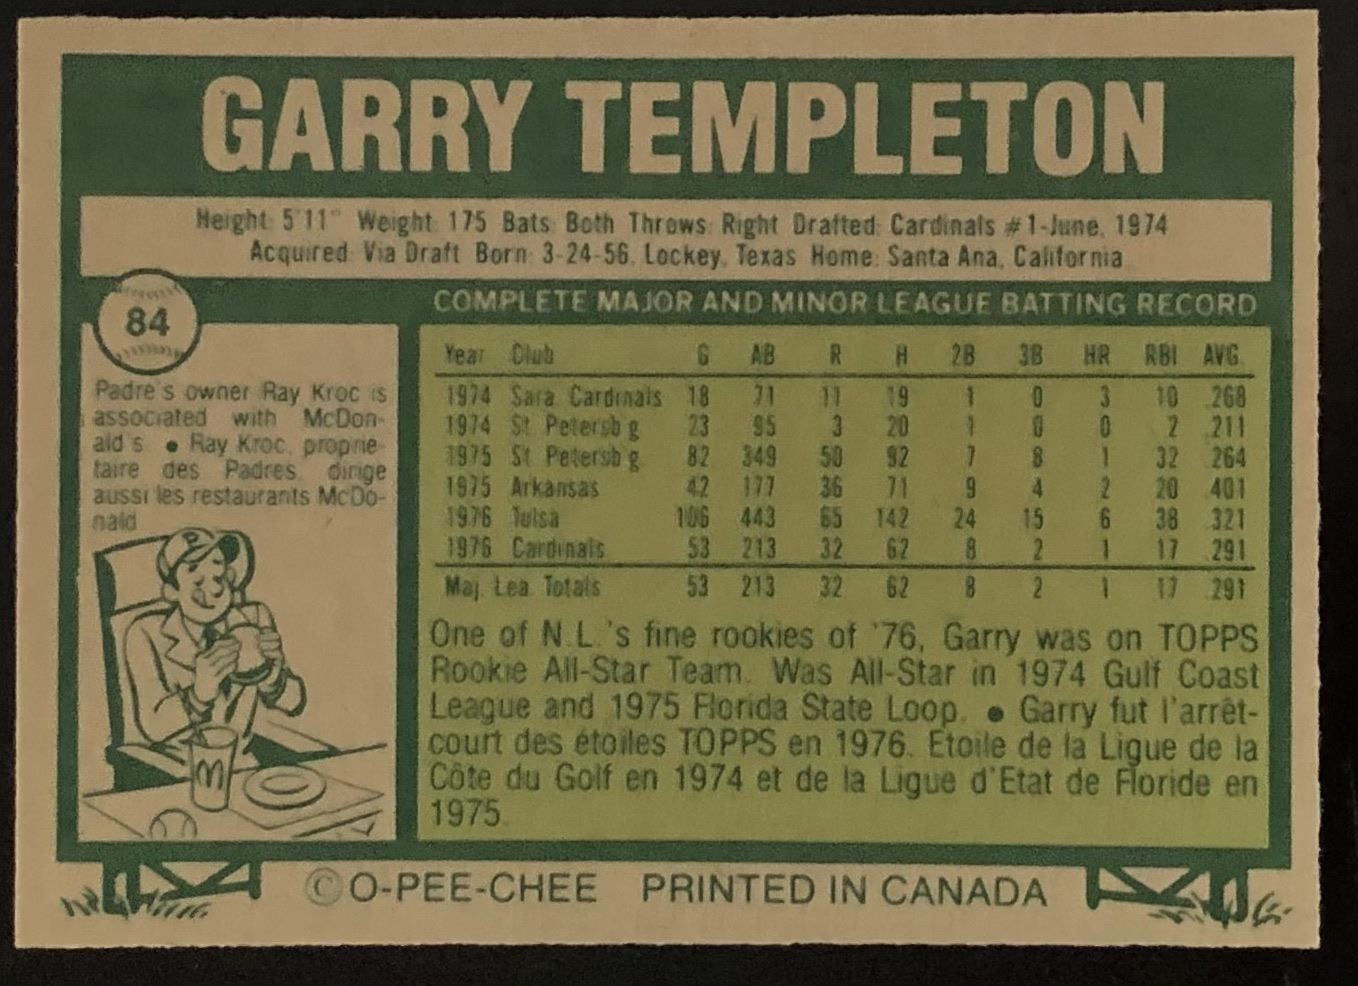 GARRY TEMPLETON
Height: 5'11" Weight: 175 Bats: Both Throws: Right Drafted: Cardinals #1-June, 1974
Acquired: Via Draft Born: 3-24-56, Lockey, Texas Home: Santa Ana, California
84
Padre's owner Ray Kroc is
associated with McDon-
ald's. ● Ray Kroc, proprie-
taire des Padres, dirige
aussi les restaurants McDo-
nald.
M
COMPLETE MAJOR AND MINOR LEAGUE BATTING RECORD
Year Club G AB R H 2B 3B HR RBI AVG.
1974 Sara. Cardinals 18 71 11 19 1 0 3 10 .268
1974 St. Petersb'g 23 95 3 20 1 0 0 2 .211
1975 St. Petersb'g 82 349 50 92 7 8 1 32 .264
1975 Arkansas 42 177 36 71 9 4 2 20 .401
1976 Tulsa 106 443 65 142 24 15 6 38 .321
1976 Cardinals 53 213 32 62 8 2 1 17 .291
Maj. Lea. Totals 53 213 32 62 8 2 1 17 .291
One of N.L.'s fine rookies of '76, Garry was on TOPPS
Rookie All-Star Team. Was All-Star in 1974 Gulf Coast
League and 1975 Florida State Loop. ● Garry fut l'arrêt-
court des étoiles TOPPS en 1976. Etoile de la Ligue de la
Côte du Golf en 1974 et de la Ligue d'Etat de Floride en
1975.
© O-PEE-CHEE PRINTED IN CANADA